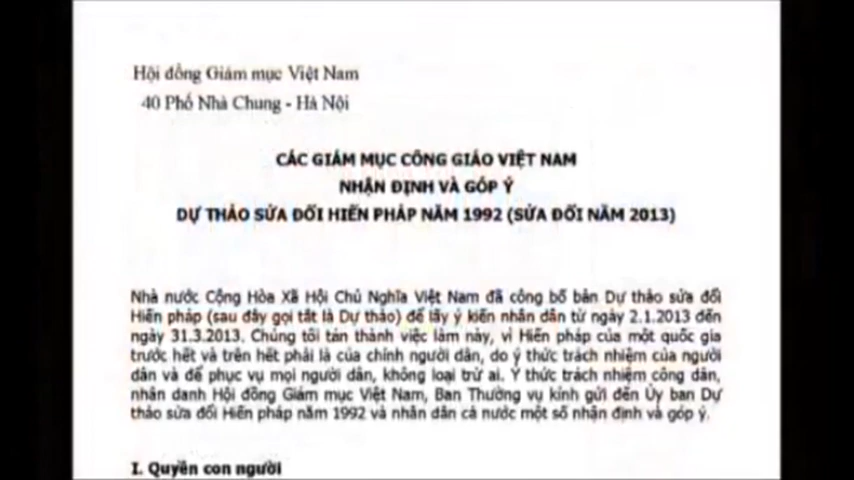 Hội đồng Giám mục Việt Nam
40 Phố Nhà Chung - Hà Nội
CÁC GIÁM MỤC CÔNG GIÁO VIỆT NAM
NHẬN ĐỊNH VÀ GÓP Ý
DỰ THẢO SỬA ĐỔI HIẾN PHÁP NĂM 1992 (SỬA ĐỔI NĂM 2013)
Nhà nước Cộng Hòa Xã Hội Chủ Nghĩa Việt Nam đã công bố bản Dự thảo sửa đổi
Hiến pháp (sau đây gọi tắt là Dự thảo) để lấy ý kiến nhân dân từ ngày 2.1.2013 đến
ngày 31.3.2013. Chúng tôi tán thành việc làm này, vì Hiến pháp của một quốc gia
trước hết và trên hết phải là của chính người dân, do ý thức trách nhiệm của người
dân và để phục vụ mọi người dân, không loại trừ ai. Ý thức trách nhiệm công dân,
nhân danh Hội đồng Giám mục Việt Nam, Ban Thường vụ kính gửi đến Ủy ban Dự
thảo sửa đổi Hiến pháp năm 1992 và nhân dân cả nước một số nhận định và góp ý.
I. Quyền con người